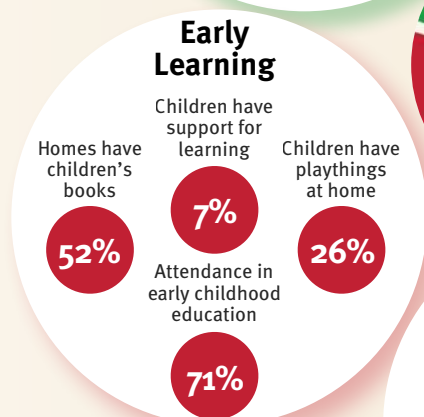 Early
Learning
Children have
support for
learning
7%
Homes have
children's
books
52%
Children have
playthings
at home
26%
Attendance in
early childhood
education
71%